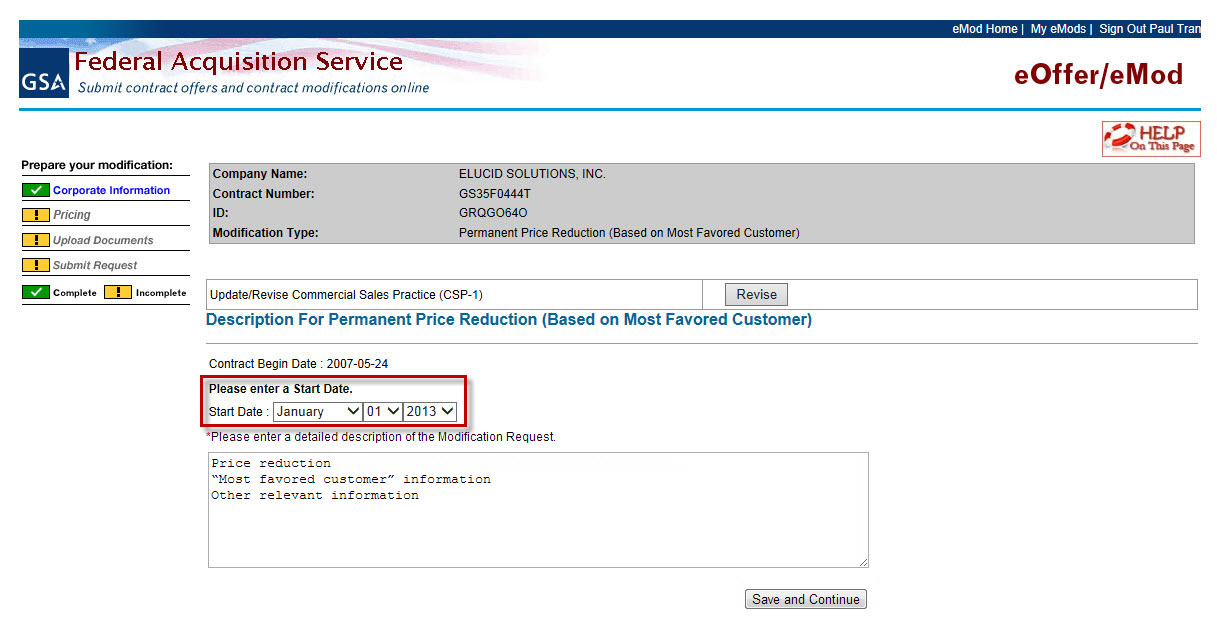 eMod Home | My eMods | Sign Out Paul Tran
GSA
Federal Acquisition Service
Submit contract offers and contract modifications online
eOffer/eMod
HELP
On This Page
Prepare your modification:
Corporate Information
Pricing
Upload Documents
Submit Request
Complete ! Incomplete
Company Name: ELUCID SOLUTIONS, INC.
Contract Number: GS35F0444T
ID: GRQGO64O
Modification Type: Permanent Price Reduction (Based on Most Favored Customer)
Update/Revise Commercial Sales Practice (CSP-1) Revise
Description For Permanent Price Reduction (Based on Most Favored Customer)
Contract Begin Date : 2007-05-24
Please enter a Start Date.
Start Date : January 01 2013
*Please enter a detailed description of the Modification Request.
Price reduction
“Most favored customer” information
Other relevant information
Save and Continue